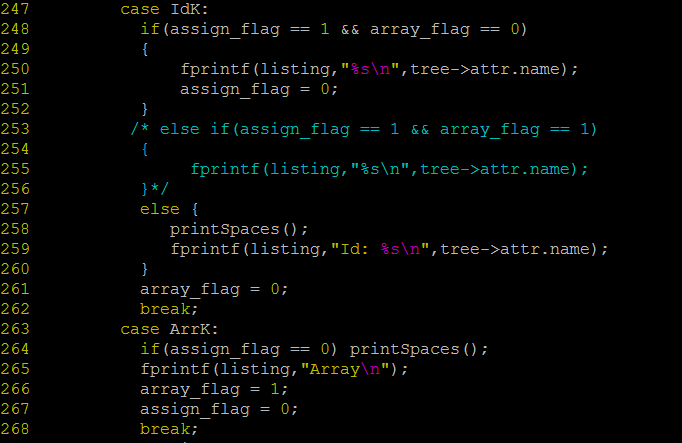 247         case IdK:
248           if(assign_flag == 1 && array_flag == 0)
249           {
250               fprintf(listing,"%s\n",tree->attr.name);
251               assign_flag = 0;
252           }
253          /* else if(assign_flag == 1 && array_flag == 1)
254           {
255                fprintf(listing,"%s\n",tree->attr.name);
256           }*/
257           else {
258              printSpaces();
259              fprintf(listing,"Id: %s\n",tree->attr.name);
260           }
261           array_flag = 0;
262           break;
263         case ArrK:
264           if(assign_flag == 0) printSpaces();
265           fprintf(listing,"Array\n");
266           array_flag = 1;
267           assign_flag = 0;
268           break;